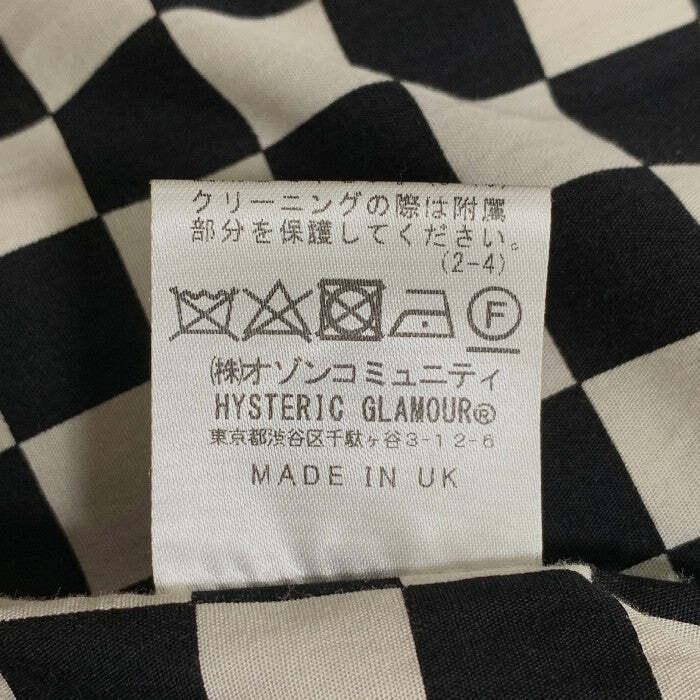 クリーニングの際は附属
部分を保護してください。
(2-4)
F
(株)オゾンコミュニティ
HYSTERIC GLAMOUR®
東京都渋谷区千駄ヶ谷3-12-6
MADE IN UK